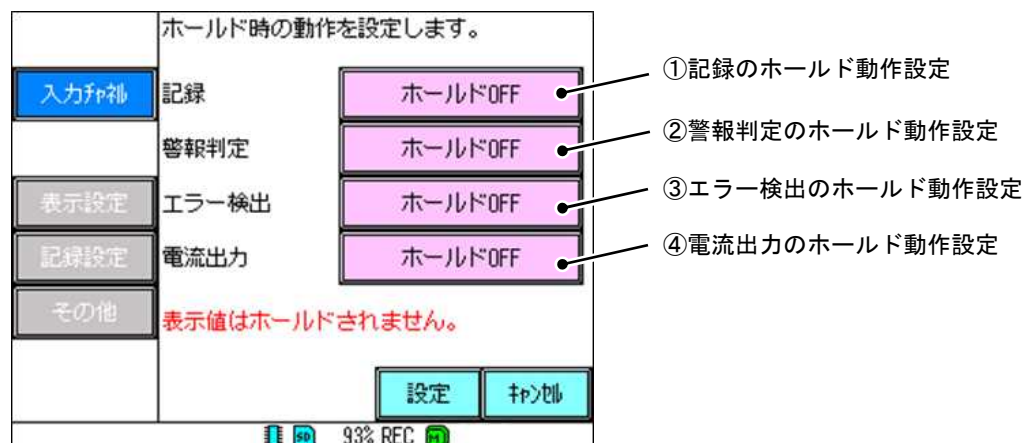 ホールド時の動作を設定します。
入力ﾁｬﾈﾙ
記録
ホールドOFF
①記録のホールド動作設定
警報判定
ホールドOFF
②警報判定のホールド動作設定
表示設定
エラー検出
ホールドOFF
③エラー検出のホールド動作設定
記録設定
電流出力
ホールドOFF
④電流出力のホールド動作設定
その他
表示値はホールドされません。
設定
ｷｬﾝｾﾙ
SD
93% REC M